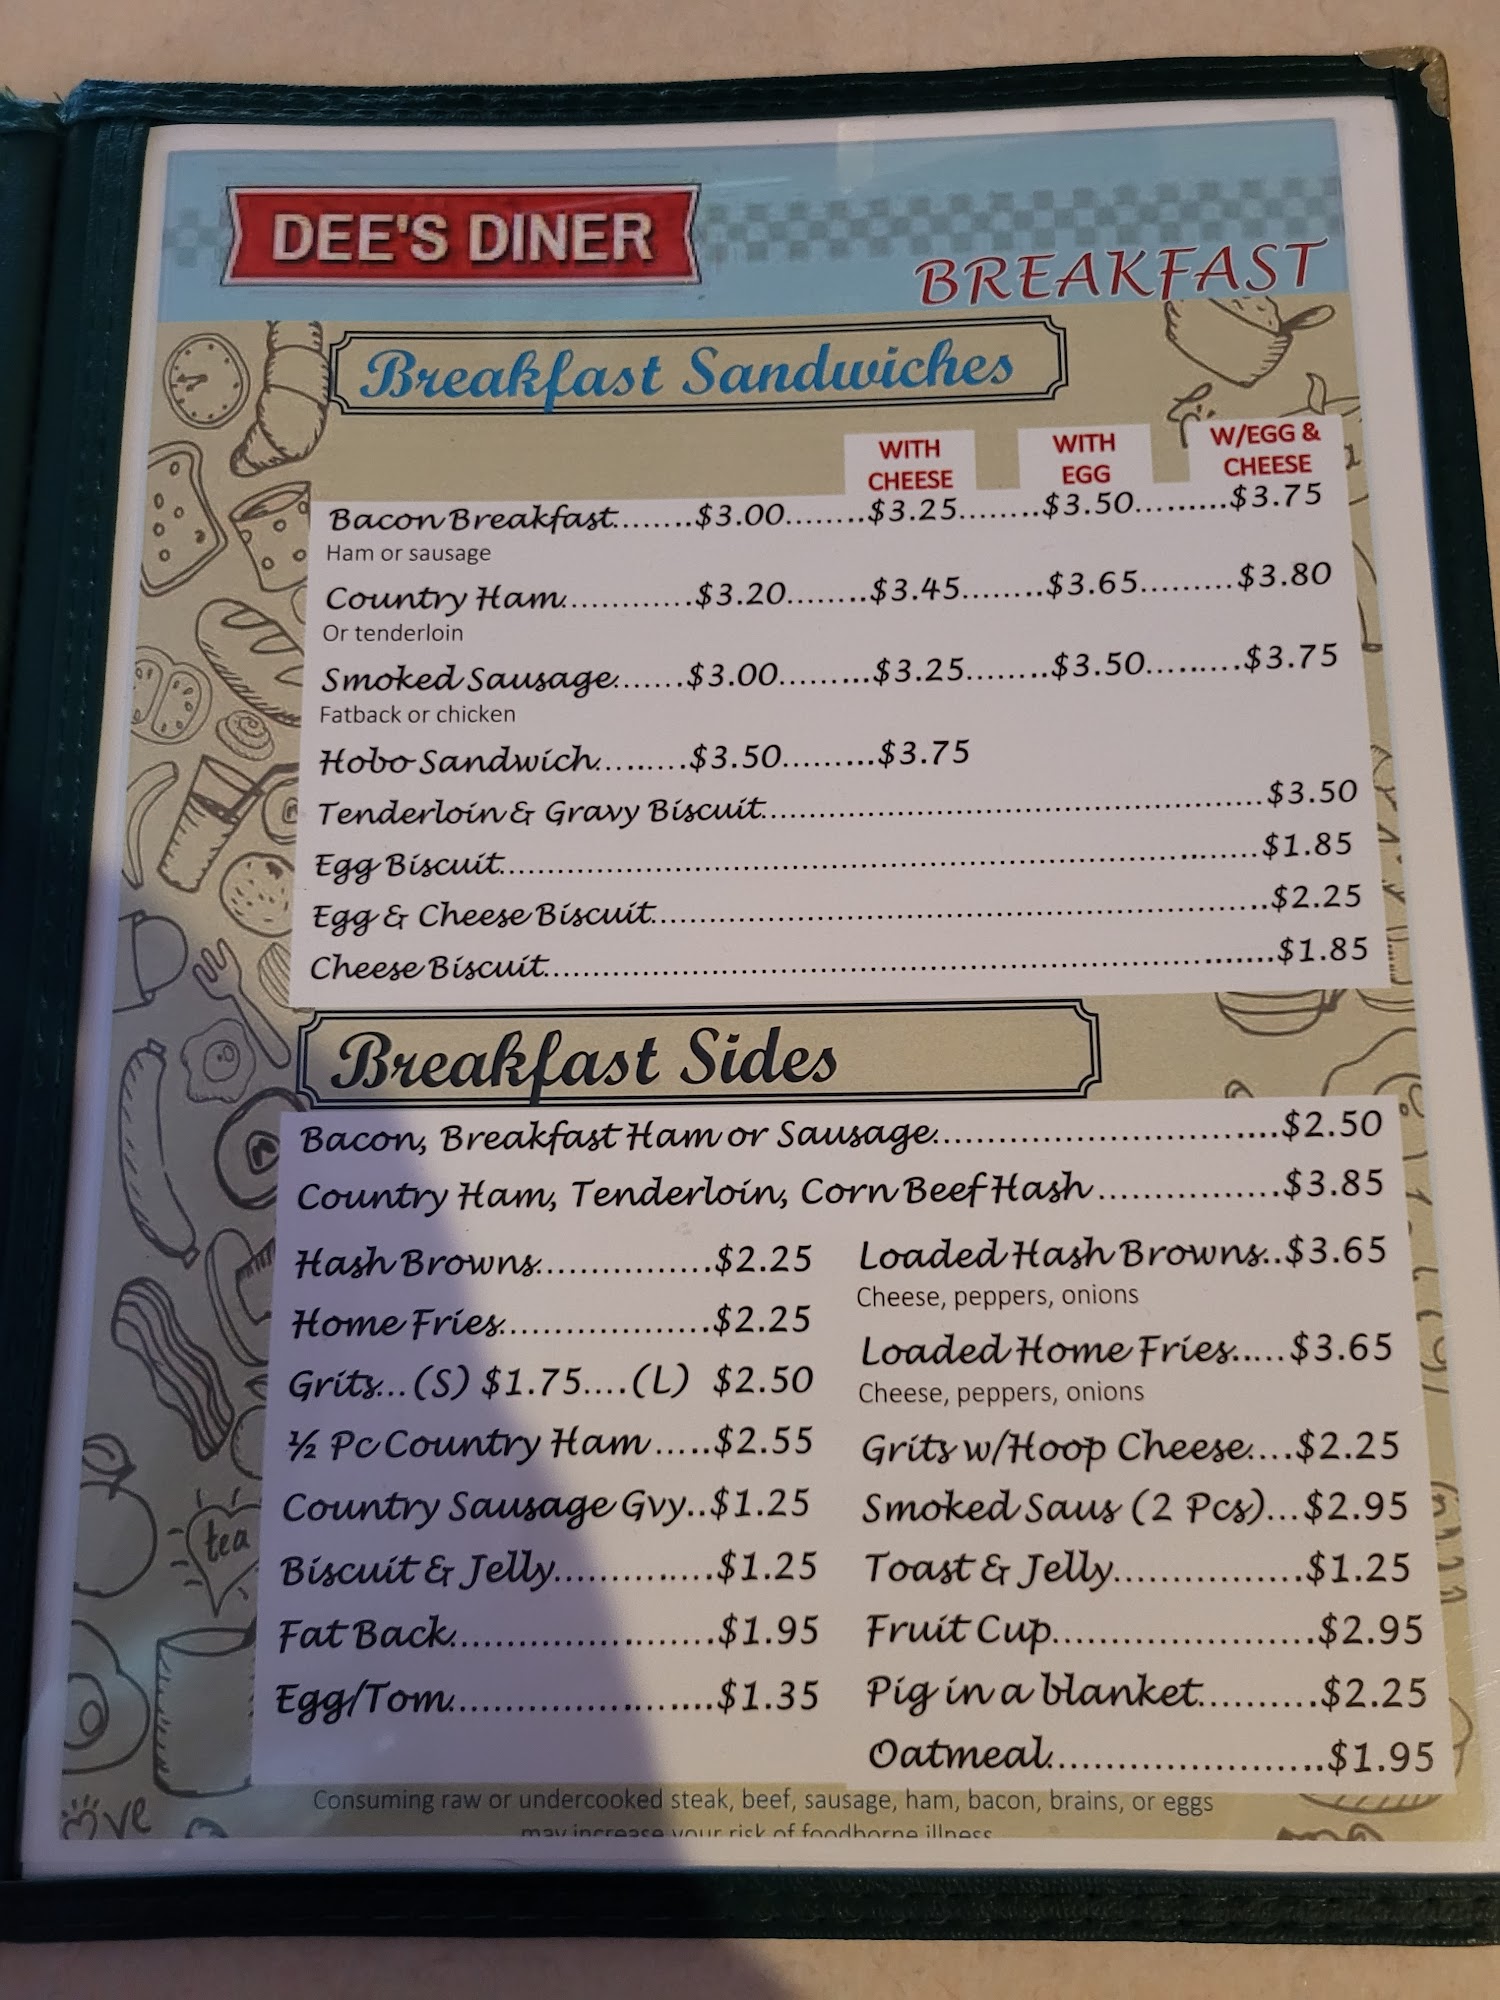 DEE'S DINER
BREAKFAST
Breakfast Sandwiches
WITH CHEESE
WITH EGG
W/EGG & CHEESE
Bacon Breakfast........$3.00........$3.25........$3.50.........$3.75
Ham or sausage
Country Ham.............$3.20........$3.45........$3.65.........$3.80
Or tenderloin
Smoked Sausage.......$3.00.........$3.25........$3.50.........$3.75
Fatback or chicken
Hobo Sandwich.........$3.50.........$3.75
Tenderloin & Gravy Biscuit..................................................$3.50
Egg Biscuit..................................................$1.85
Egg & Cheese Biscuit..................................................$2.25
Cheese Biscuit..................................................$1.85
Breakfast Sides
Bacon, Breakfast Ham or Sausage..............................$2.50
Country Ham, Tenderloin, Corn Beef Hash................$3.85
Hash Browns................$2.25
Home Fries...................$2.25
Grits...(S) $1.75....(L) $2.50
½ Pc Country Ham.....$2.55
Country Sausage Gvy..$1.25
Biscuit & Jelly..............$1.25
Fat Back.......................$1.95
Egg/Tom.......................$1.35
Loaded Hash Browns..$3.65
Cheese, peppers, onions
Loaded Home Fries.....$3.65
Cheese, peppers, onions
Grits w/Hoop Cheese....$2.25
Smoked Saus (2 Pcs)...$2.95
Toast & Jelly................$1.25
Fruit Cup......................$2.95
Pig in a blanket..........$2.25
Oatmeal.......................$1.95
tea
Consuming raw or undercooked steak, beef, sausage, ham, bacon, brains, or eggs
may increase your risk of foodborne illness